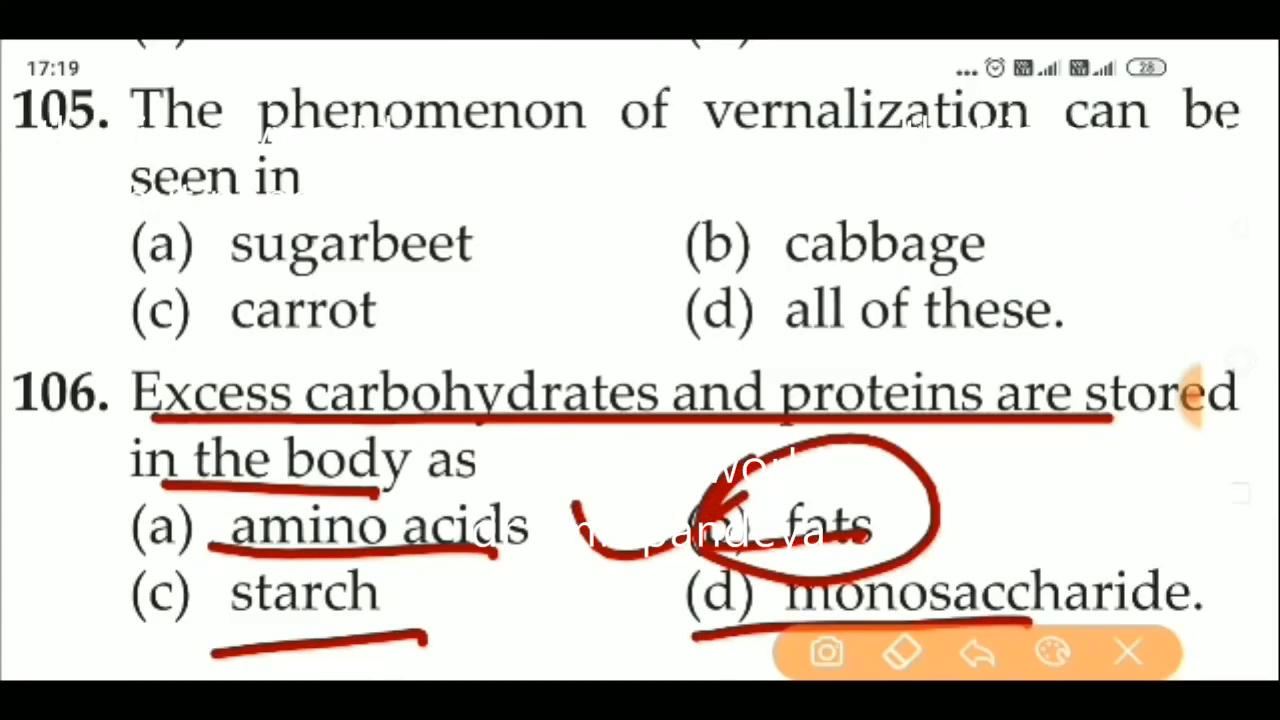 17:19
28
105. The phenomenon of vernalization can be
seen in
(a) sugarbeet (b) cabbage
(c) carrot (d) all of these.
106. Excess carbohydrates and proteins are stored
in the body as
(a) amino acids (b) fats
(c) starch (d) monosaccharide.